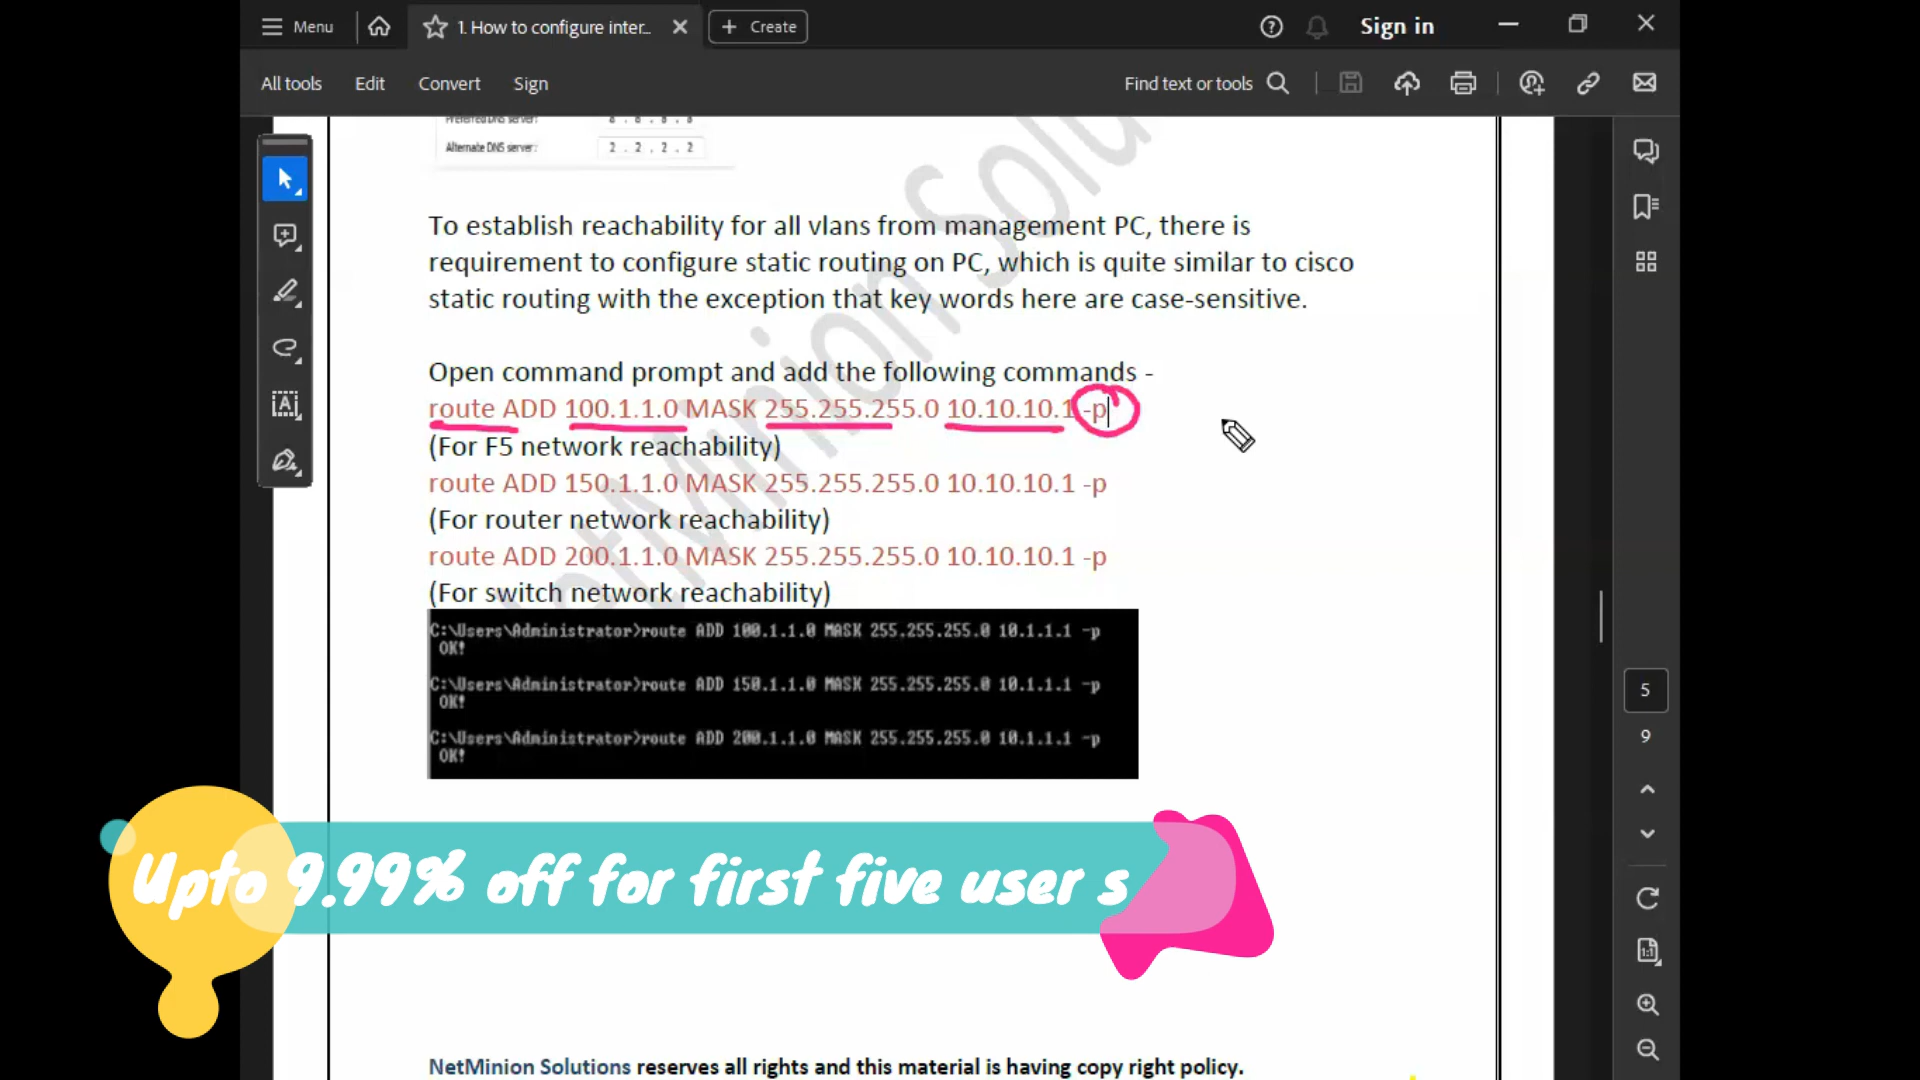 Menu
1. How to configure inter...
Create
Sign in
All tools
Edit
Convert
Sign
Find text or tools
Preferred DNS server: 8 . 8 . 8 . 8
Alternate DNS server: 2 . 2 . 2 . 2
To establish reachability for all vlans from management PC, there is
requirement to configure static routing on PC, which is quite similar to cisco
static routing with the exception that key words here are case-sensitive.
Open command prompt and add the following commands -
route ADD 100.1.1.0 MASK 255.255.255.0 10.10.10.1 -p
(For F5 network reachability)
route ADD 150.1.1.0 MASK 255.255.255.0 10.10.10.1 -p
(For router network reachability)
route ADD 200.1.1.0 MASK 255.255.255.0 10.10.10.1 -p
(For switch network reachability)
C:\Users\Administrator>route ADD 100.1.1.0 MASK 255.255.255.0 10.1.1.1 -p
OK!
C:\Users\Administrator>route ADD 150.1.1.0 MASK 255.255.255.0 10.1.1.1 -p
OK!
C:\Users\Administrator>route ADD 200.1.1.0 MASK 255.255.255.0 10.1.1.1 -p
OK!
5
9
1:1
Upto 9.99% off for first five user s
NetMinion Solutions reserves all rights and this material is having copy right policy.